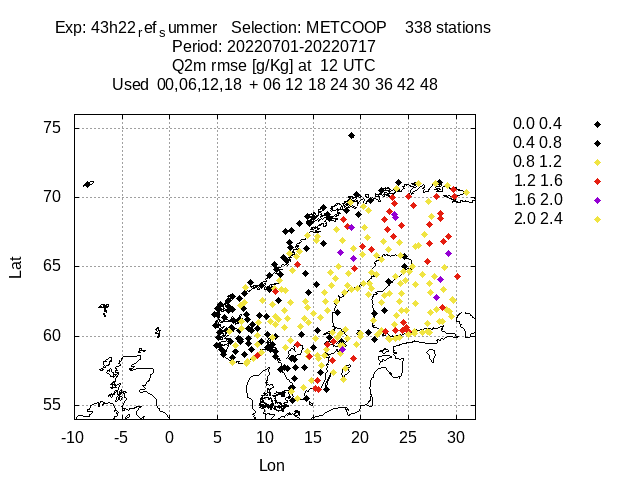 Exp: 43h22refsummer Selection: METCOOP 338 stations
Period: 20220701-20220717
Q2m rmse [g/Kg] at 12 UTC
Used 00,06,12,18 + 06 12 18 24 30 36 42 48
75
70
65
60
55
Lat
-10 -5 0 5 10 15 20 25 30
Lon
0.0 0.4
0.4 0.8
0.8 1.2
1.2 1.6
1.6 2.0
2.0 2.4